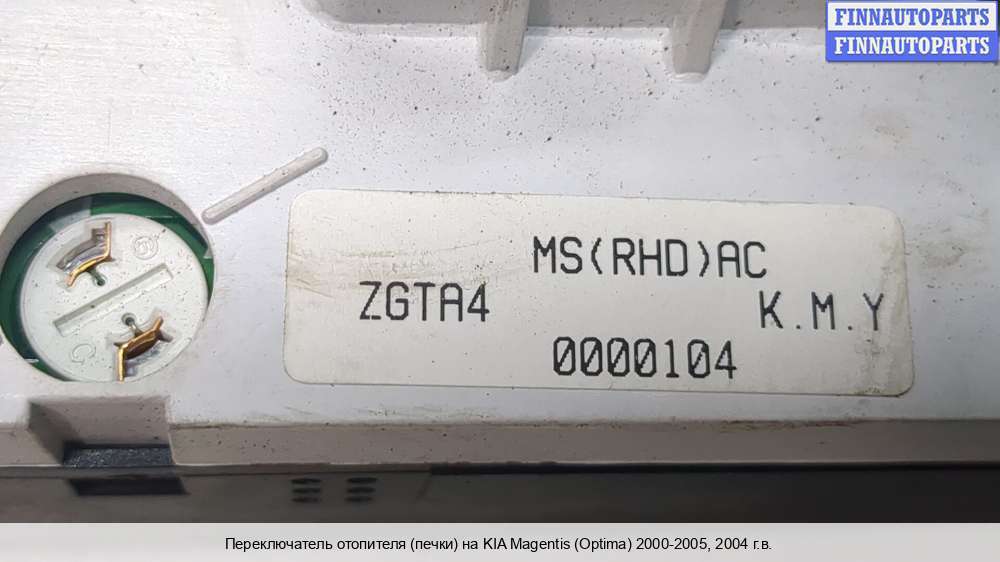 FINNAUTOPARTS
FINNAUTOPARTS
MS(RHD)AC
ZGTA4 K.M.Y
0000104
Переключатель отопителя (печки) на KIA Magentis (Optima) 2000-2005, 2004 г.в.